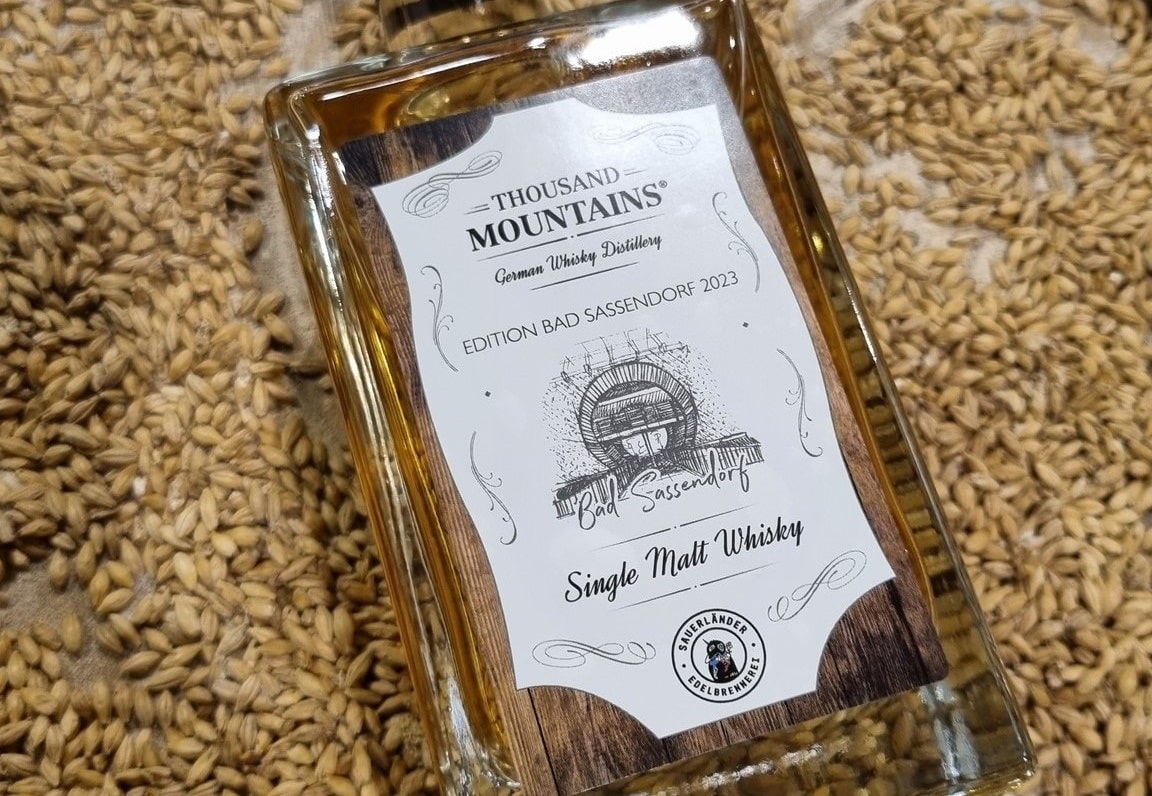 THOUSAND
MOUNTAINS®
German Whisky Distillery
EDITION BAD SASSENDORF 2023
Bad Sassendorf
Single Malt Whisky
SAUERLÄNDER
EDELBRENNEREI